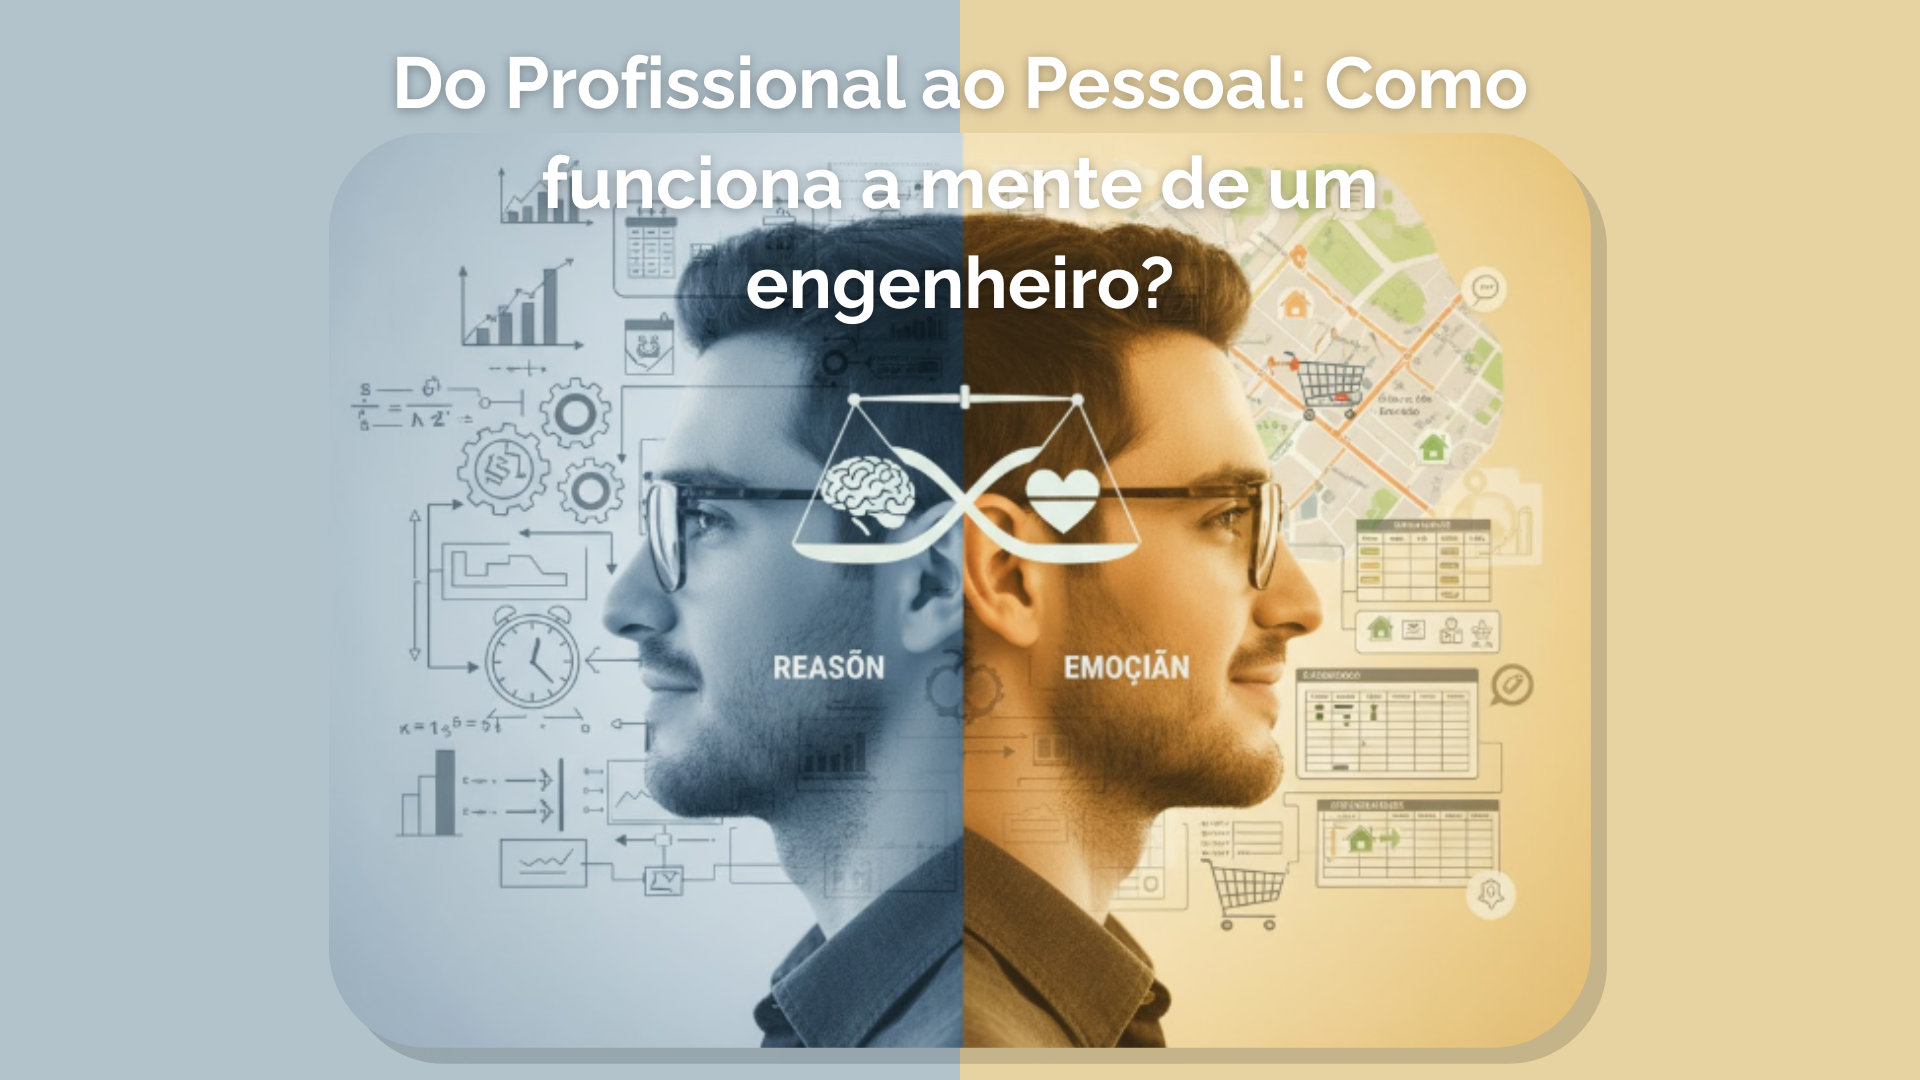 Do Profissional ao Pessoal: Como
funciona a mente de um
engenheiro?
REASÕN
EMOÇIÃN